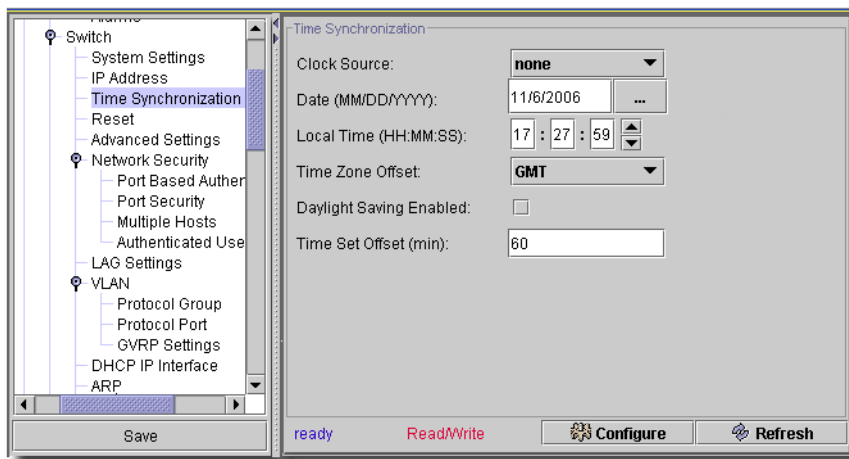 Switch
System Settings
IP Address
Time Synchronization
Reset
Advanced Settings
Network Security
Port Based Auther
Port Security
Multiple Hosts
Authenticated Use
LAG Settings
VLAN
Protocol Group
Protocol Port
GVRP Settings
DHCP IP Interface
ARP
Save
Time Synchronization
Clock Source: none
Date (MM/DD/YYYY): 11/6/2006 ...
Local Time (HH:MM:SS): 17 : 27 : 59
Time Zone Offset: GMT
Daylight Saving Enabled:
Time Set Offset (min): 60
ready Read/Write Configure Refresh